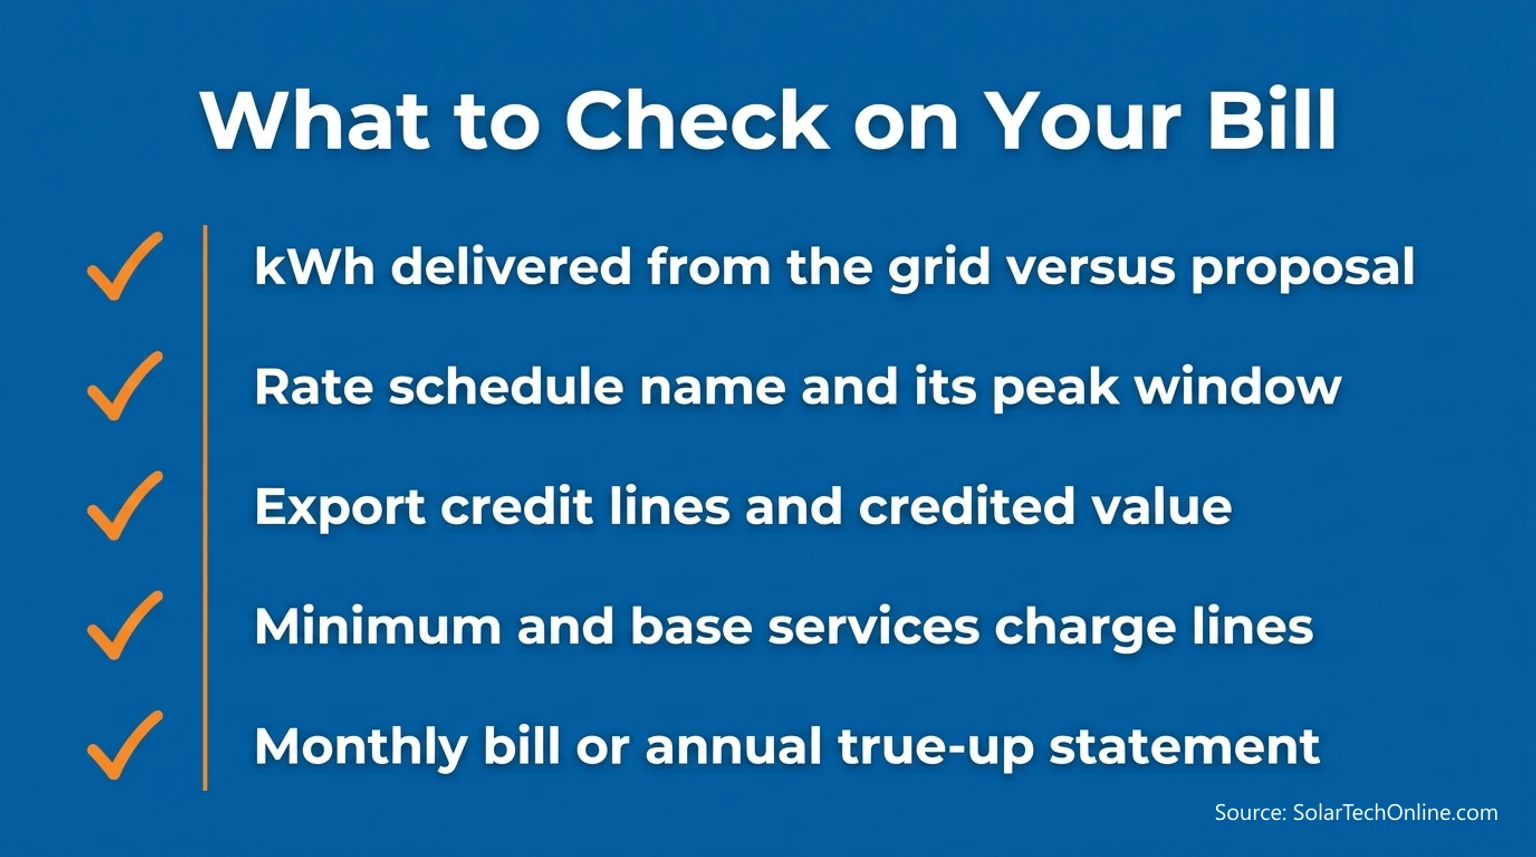 What to Check on Your Bill
kWh delivered from the grid versus proposal
Rate schedule name and its peak window
Export credit lines and credited value
Minimum and base services charge lines
Monthly bill or annual true-up statement
Source: SolarTechOnline.com